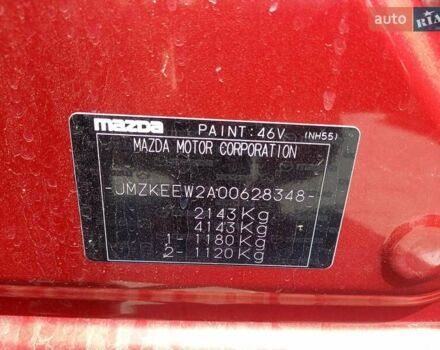 auto RIA
mazda PAINT:46V (NH55)
MAZDA MOTOR CORPORATION
-JMZKEEW2A00628348-
2143Kg
4143Kg
1- 1180Kg
2- 1120Kg